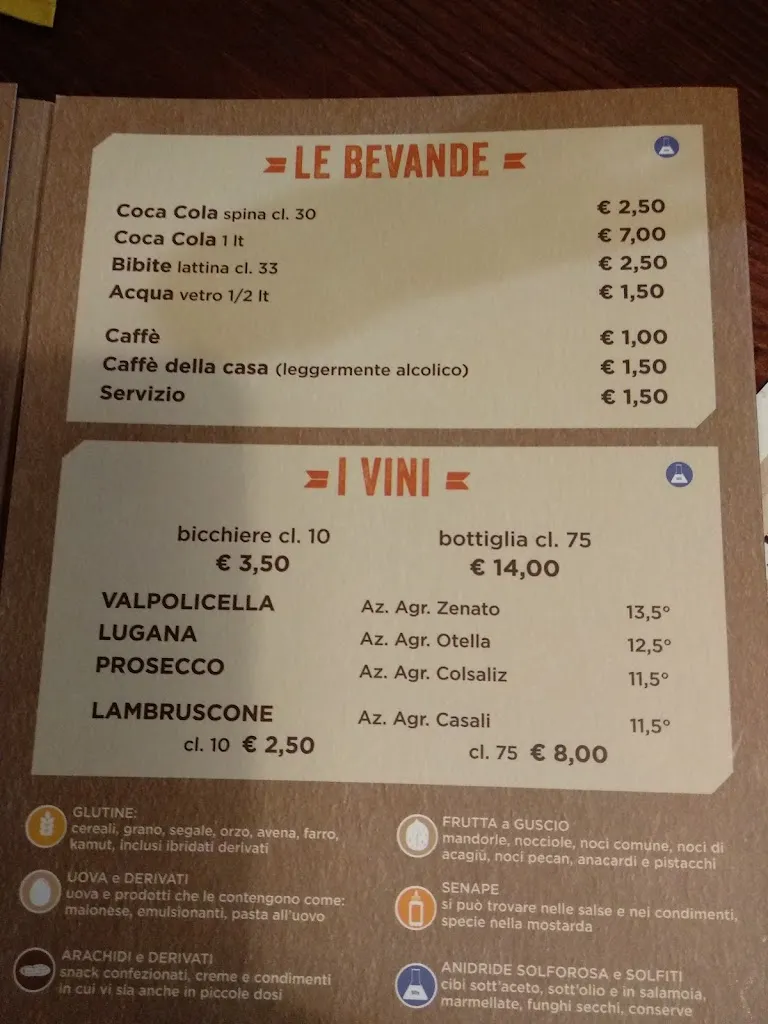 LE BEVANDE
Coca Cola spina cl. 30 € 2,50
Coca Cola 1 lt € 7,00
Bibite lattina cl. 33 € 2,50
Acqua vetro 1/2 lt € 1,50
Caffè € 1,00
Caffè della casa (leggermente alcolico) € 1,50
Servizio € 1,50
I VINI
bicchiere cl. 10 bottiglia cl. 75
€ 3,50 € 14,00
VALPOLICELLA Az. Agr. Zenato 13,5°
LUGANA Az. Agr. Otella 12,5°
PROSECCO Az. Agr. Colsaliz 11,5°
LAMBRUSCONE Az. Agr. Casali 11,5°
cl. 10 € 2,50 cl. 75 € 8,00
GLUTINE:
cereali, grano, segale, orzo, avena, farro,
kamut, inclusi ibridati derivati
UOVA e DERIVATI
uova e prodotti che le contengono come:
maionese, emulsionanti, pasta all'uovo
ARACHIDI e DERIVATI
snack confezionati, creme e condimenti
in cui vi sia anche in piccole dosi
FRUTTA a GUSCIO
mandorle, nocciole, noci comune, noci di
acagiù, noci pecan, anacardi e pistacchi
SENAPE
si può trovare nelle salse e nei condimenti,
specie nella mostarda
ANIDRIDE SOLFOROSA e SOLFITI
cibi sott'aceto, sott'olio e in salamoia,
marmellate, funghi secchi, conserve